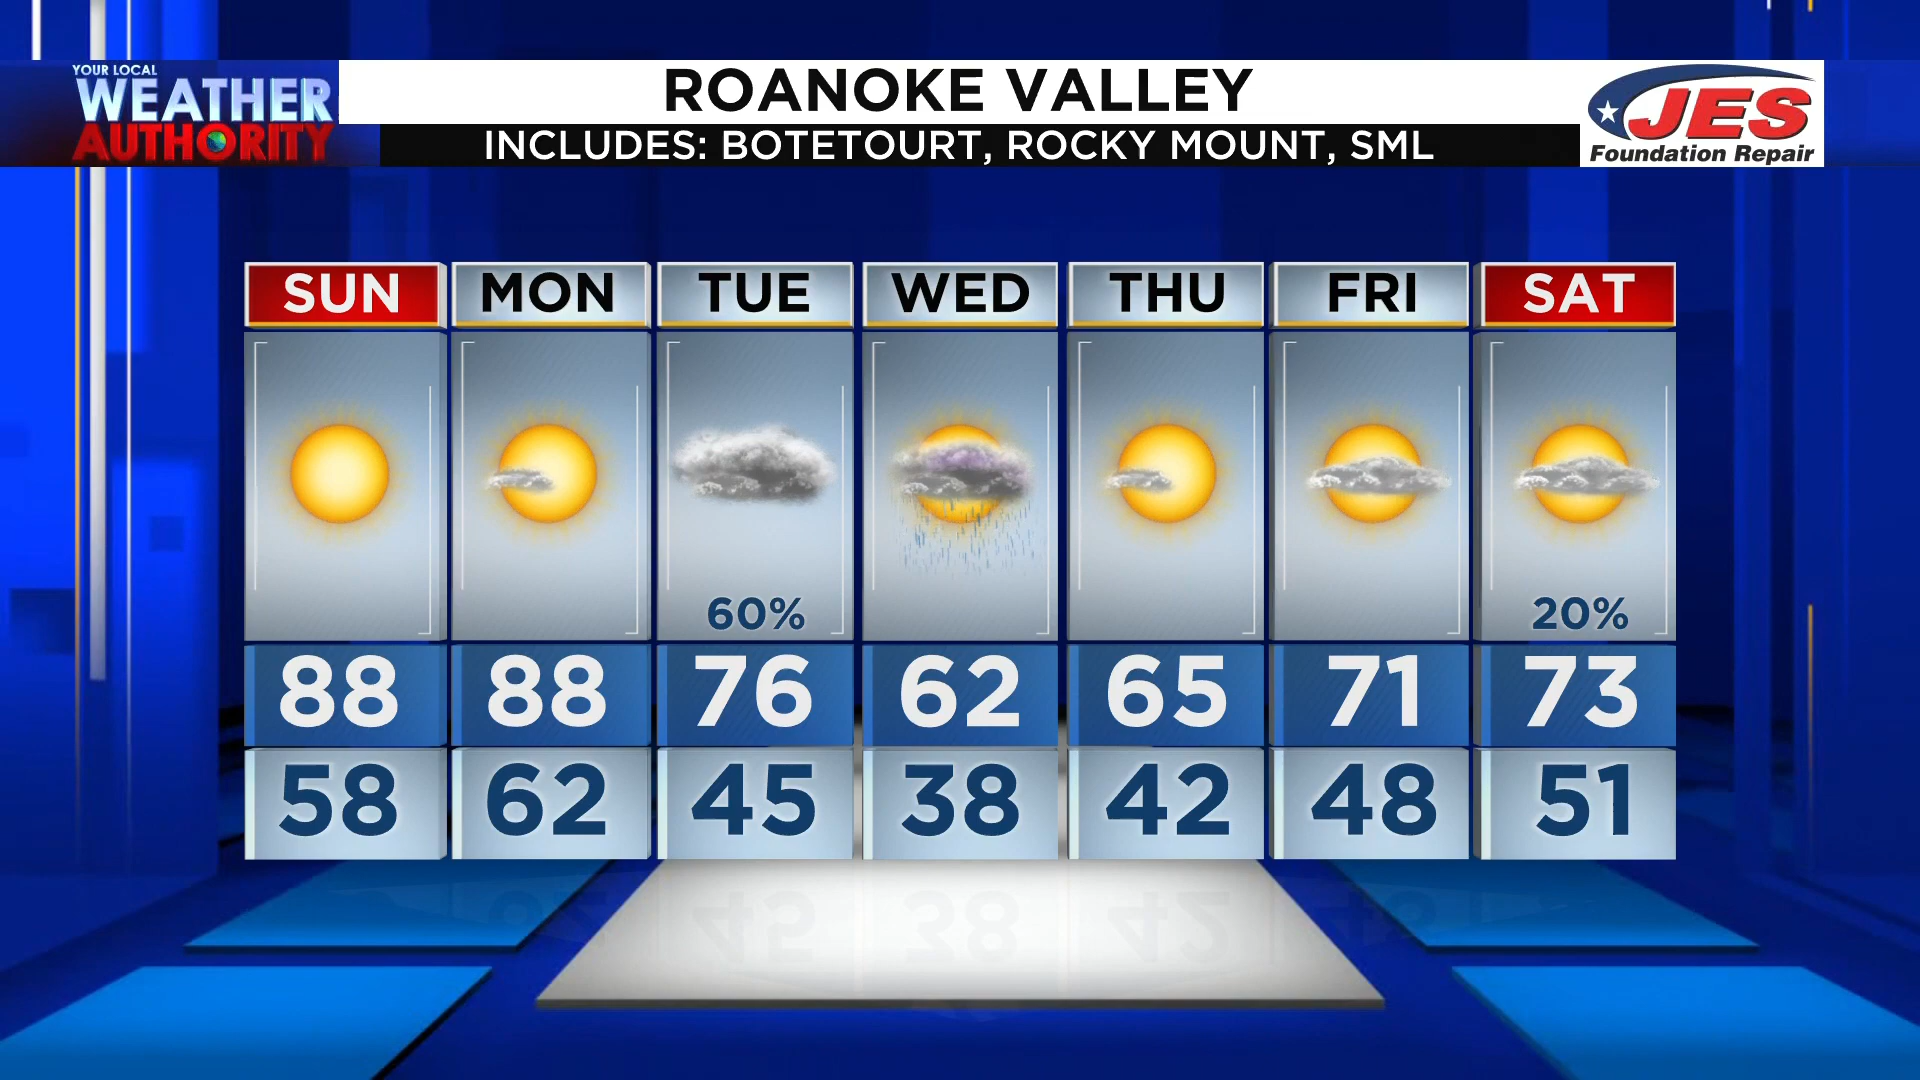 YOUR LOCAL
WEATHER
AUTHORITY
ROANOKE VALLEY
INCLUDES: BOTETOURT, ROCKY MOUNT, SML
JES
Foundation Repair
SUN MON TUE WED THU FRI SAT
60% 20%
88 88 76 62 65 71 73
58 62 45 38 42 48 51